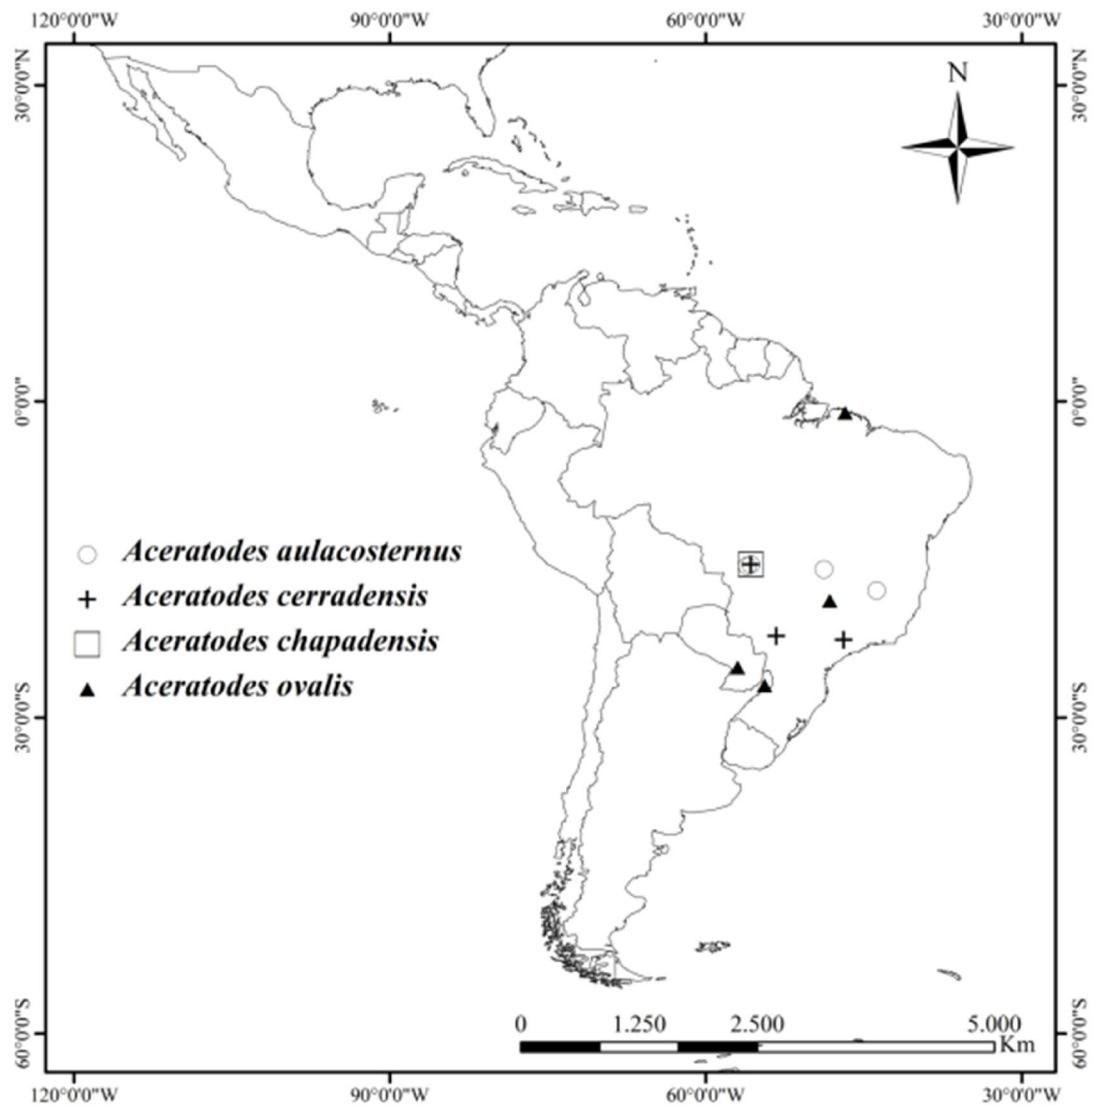 120°0'0"W 90°0'0"W 60°0'0"W 30°0'0"W
30°0'0"N 30°0'0"N
N
0°0'0" 0°0'0"
Aceratodes aulacosternus
Aceratodes cerradensis
Aceratodes chapadensis
Aceratodes ovalis
30°0'0"S 30°0'0"S
60°0'0"S 60°0'0"S
0 1.250 2.500 5.000
Km
120°0'0"W 90°0'0"W 60°0'0"W 30°0'0"W